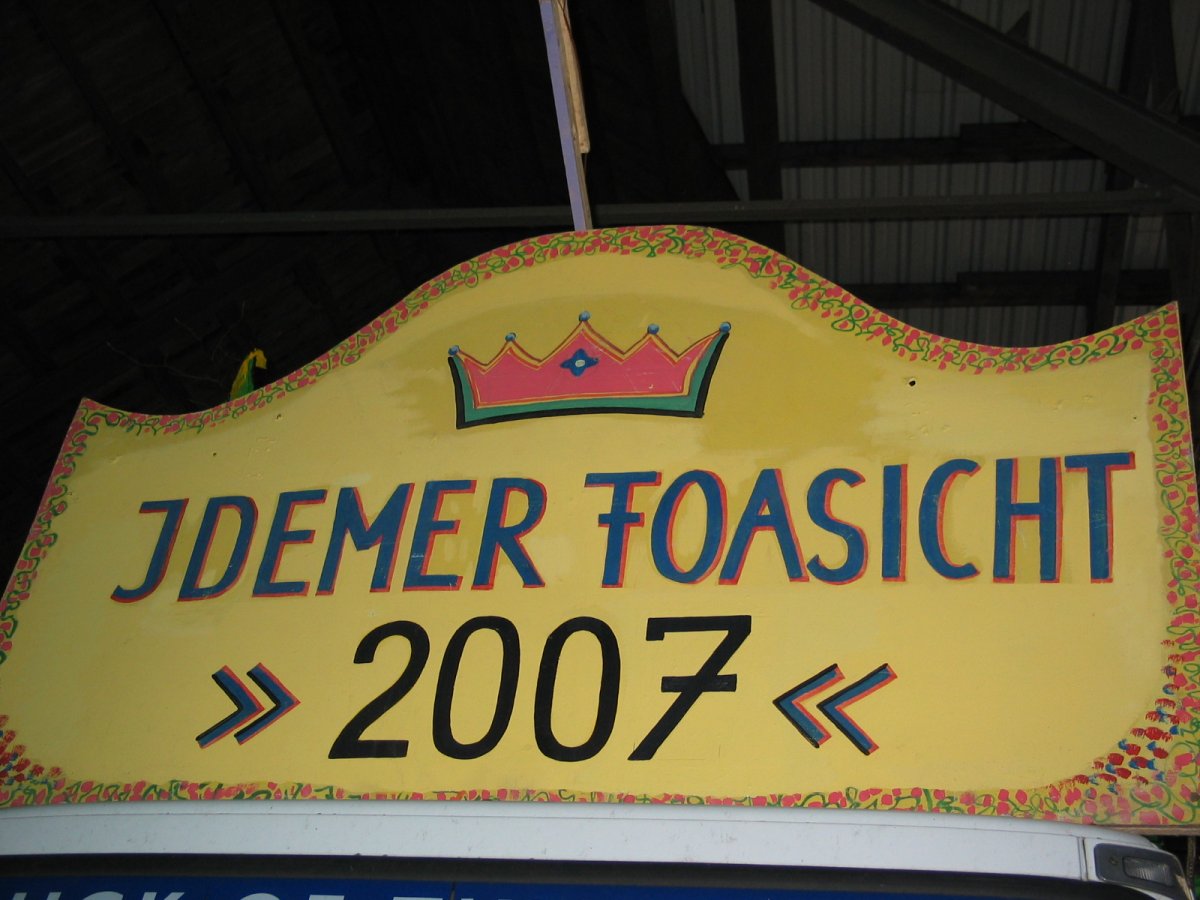 JDEMER FOASICHT
» 2007 «